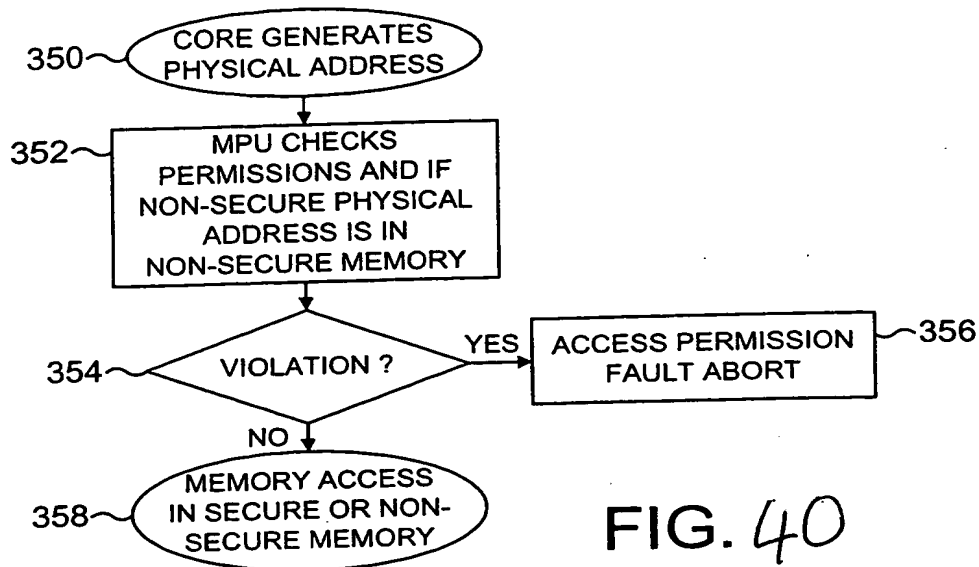 350
CORE GENERATES
PHYSICAL ADDRESS
352
MPU CHECKS
PERMISSIONS AND IF
NON-SECURE PHYSICAL
ADDRESS IS IN
NON-SECURE MEMORY
354
VIOLATION ?
YES
ACCESS PERMISSION
FAULT ABORT
356
NO
358
MEMORY ACCESS
IN SECURE OR NON-
SECURE MEMORY
FIG. 40